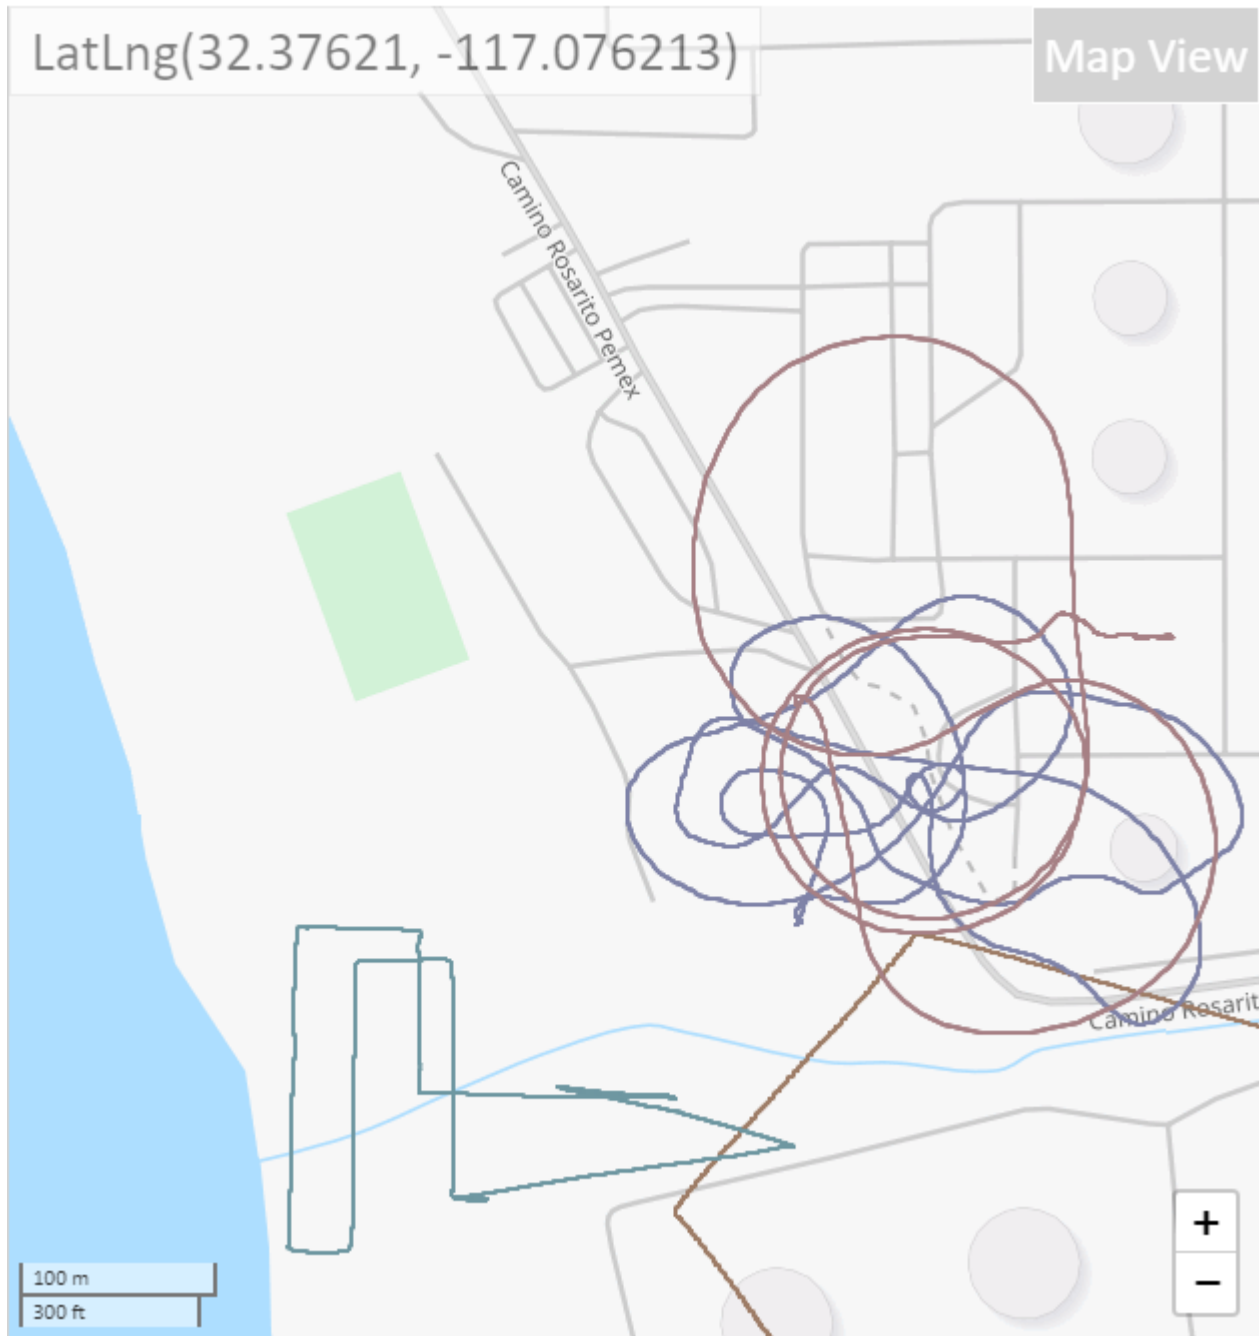 LatLng(32.37621, -117.076213)
Map View
Camino Rosarito Pemex
Camino Rosarit
+
−
100 m
300 ft